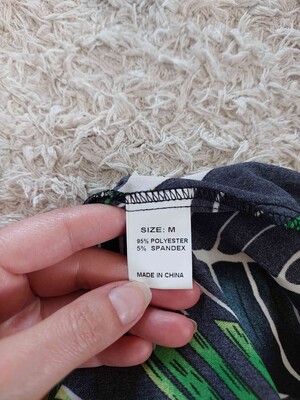 SIZE: M
95% POLYESTER
5% SPANDEX
MADE IN CHINA